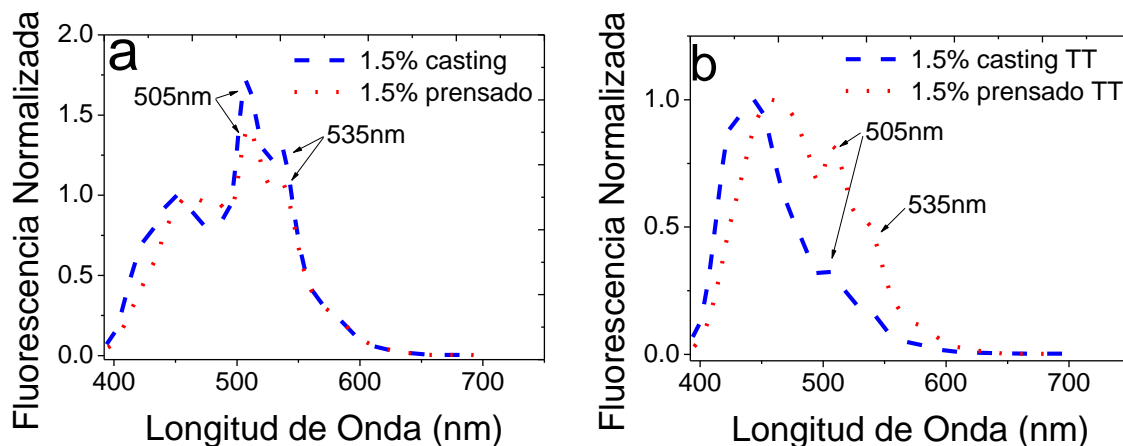 a
Fluorescencia Normalizada
2.0
1.5
1.0
0.5
0.0
1.5% casting
1.5% prensado
505nm
535nm
400
500
600
700
Longitud de Onda (nm)
b
Fluorescencia Normalizada
1.0
0.5
0.0
1.5% casting TT
1.5% prensado TT
505nm
535nm
400
500
600
700
Longitud de Onda (nm)